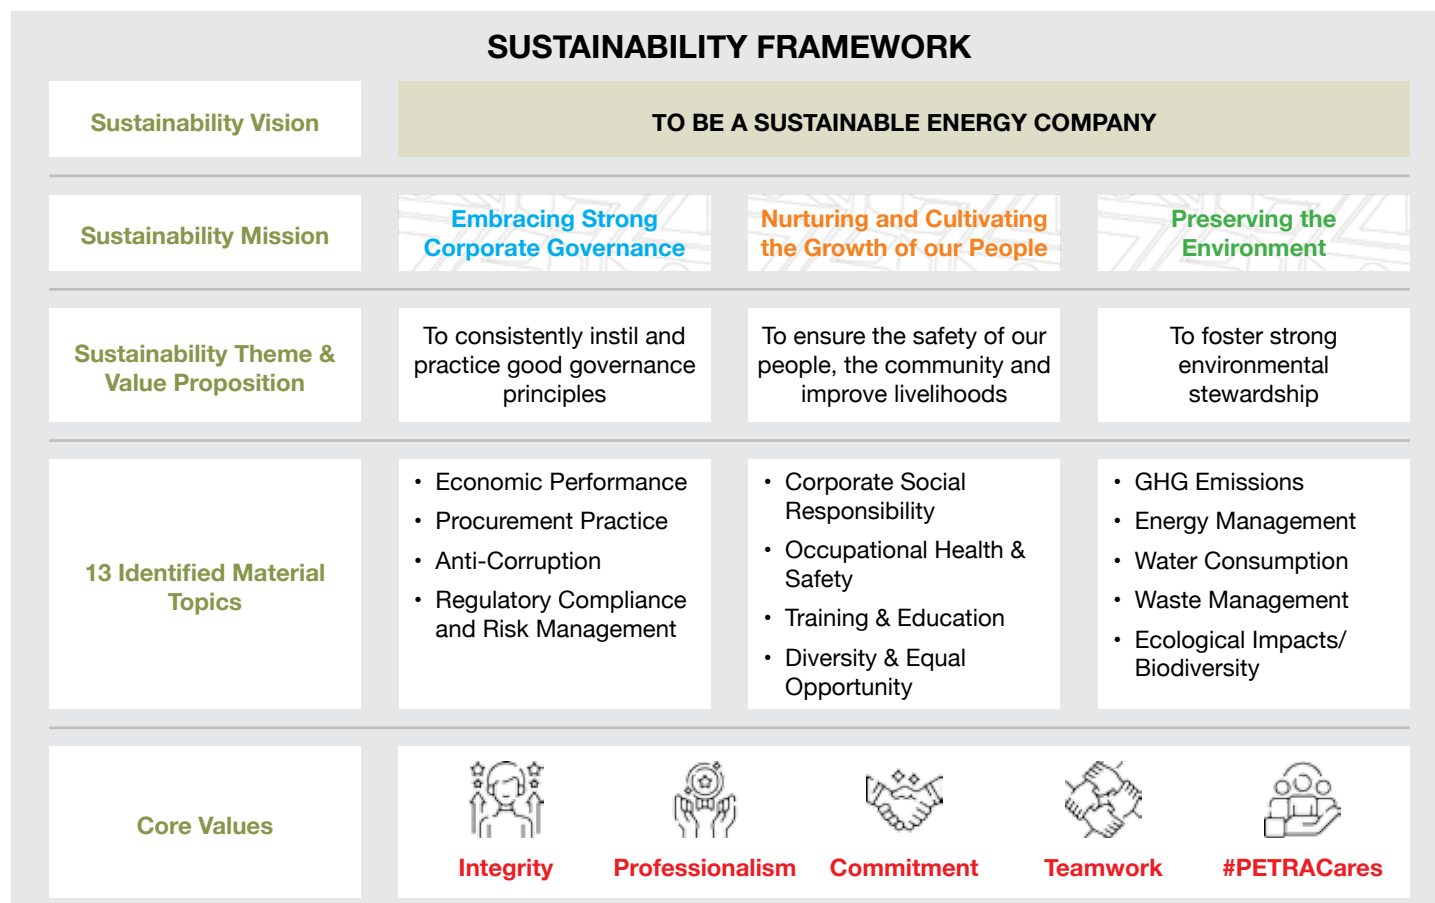 SUSTAINABILITY FRAMEWORK
Sustainability Vision
TO BE A SUSTAINABLE ENERGY COMPANY
Sustainability Mission
Embracing Strong
Corporate Governance
Nurturing and Cultivating
the Growth of our People
Preserving the
Environment
Sustainability Theme &
Value Proposition
To consistently instil and
practice good governance
principles
To ensure the safety of our
people, the community and
improve livelihoods
To foster strong
environmental
stewardship
13 Identified Material
Topics
• Economic Performance
• Procurement Practice
• Anti-Corruption
• Regulatory Compliance
and Risk Management
• Corporate Social
Responsibility
• Occupational Health &
Safety
• Training & Education
• Diversity & Equal
Opportunity
• GHG Emissions
• Energy Management
• Water Consumption
• Waste Management
• Ecological Impacts/
Biodiversity
Core Values
Integrity
Professionalism
Commitment
Teamwork
#PETRACares